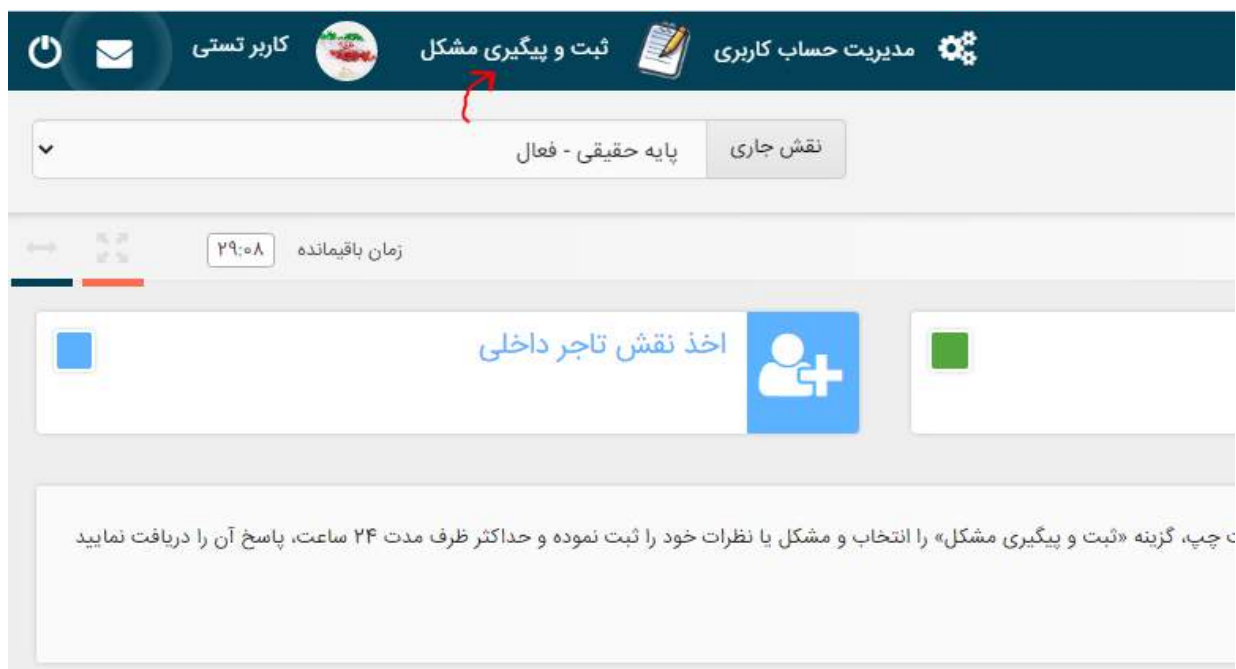 مدیریت حساب کاربری
ثبت و پیگیری مشکل
کاربر تستی
نقش جاری
پایه حقیقی - فعال
زمان باقیمانده
۲۹:۰۸
اخذ نقش تاجر داخلی
چپ، گزینه «ثبت و پیگیری مشکل» را انتخاب و مشکل یا نظرات خود را ثبت نموده و حداکثر ظرف مدت ۲۴ ساعت، پاسخ آن را دریافت نمایید